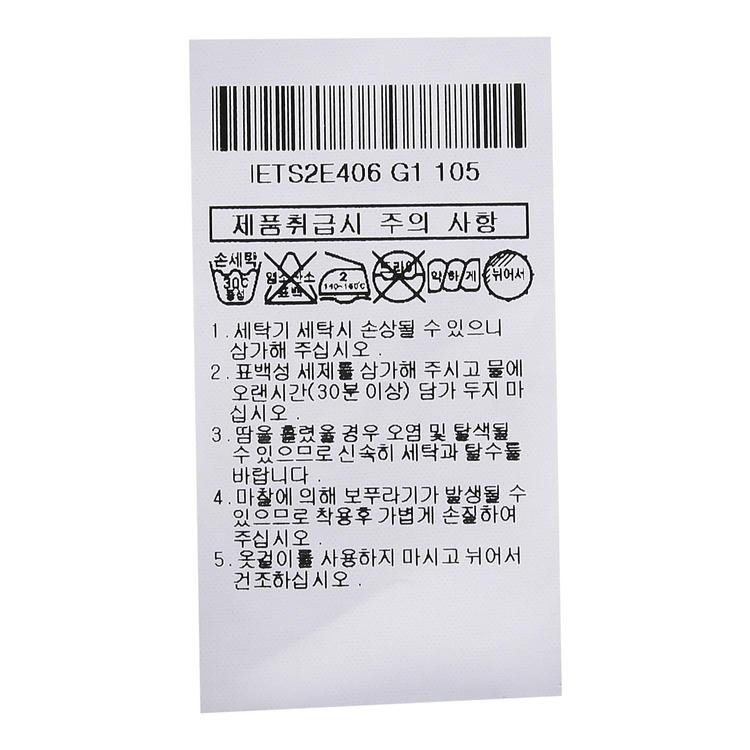 IETS2E406 G1 105
제품취급시 주의 사항
손세탁 30℃ 중성 염소산소 표백 2 140~160℃ 드라이 약하게 뉘어서
1. 세탁기 세탁시 손상될 수 있으니
삼가해 주십시오.
2. 표백성 세제를 삼가해 주시고 물에
오랜시간(30분 이상) 담가 두지 마
십시오.
3. 땀을 흘렸을 경우 오염 및 탈색될
수 있으므로 신속히 세탁과 탈수를
바랍니다.
4. 마찰에 의해 보푸라기가 발생될 수
있으므로 착용후 가볍게 손질하여
주십시오.
5. 옷걸이를 사용하지 마시고 뉘어서
건조하십시오.